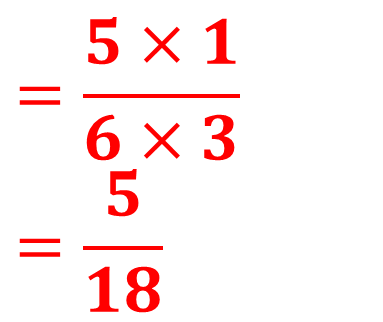 = 5 × 1 / 6 × 3
= 5 / 18